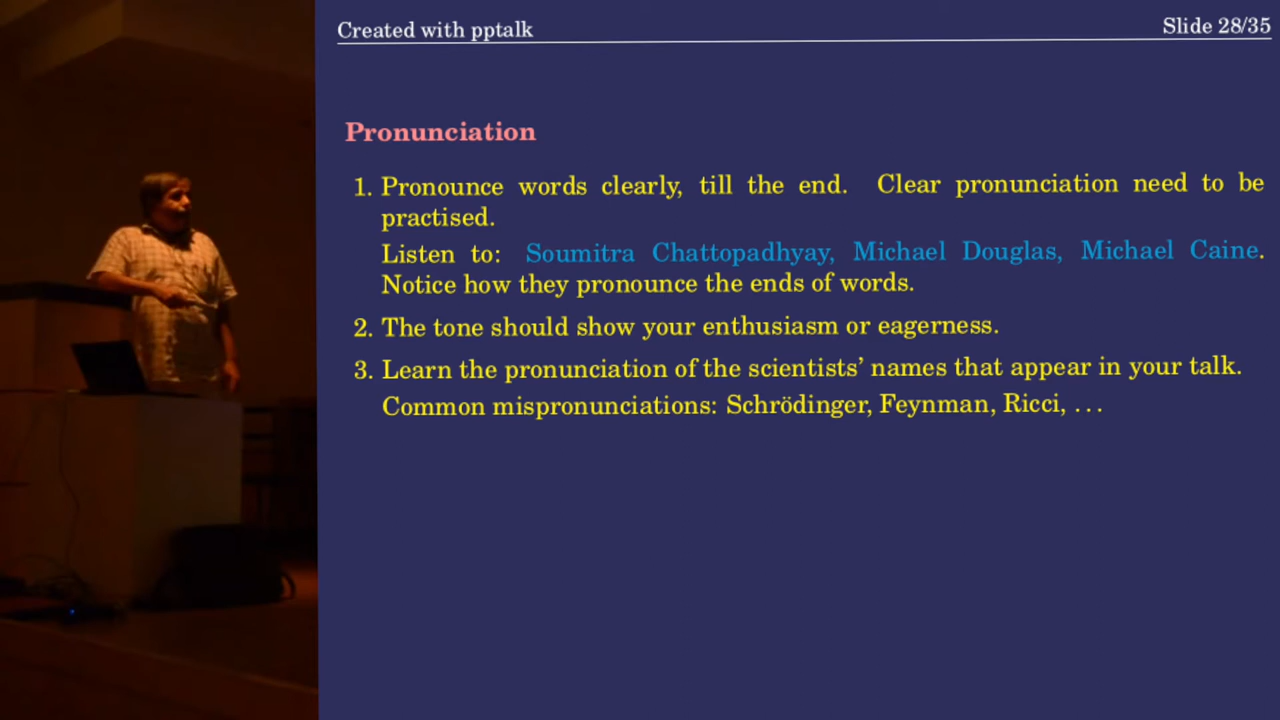 Created with pptalk
Slide 28/35
Pronunciation
1. Pronounce words clearly, till the end. Clear pronunciation need to be
practised.
Listen to: Soumitra Chattopadhyay, Michael Douglas, Michael Caine.
Notice how they pronounce the ends of words.
2. The tone should show your enthusiasm or eagerness.
3. Learn the pronunciation of the scientists’ names that appear in your talk.
Common mispronunciations: Schrödinger, Feynman, Ricci, ...